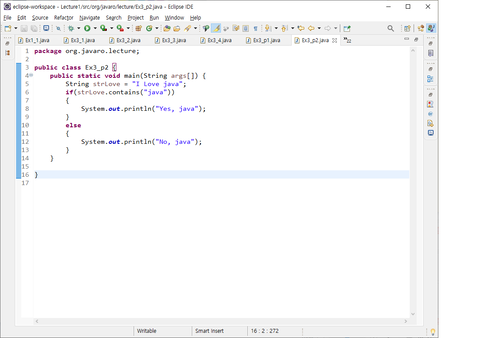 eclipse-workspace - Lecture1/src/org/javaro/lecture/Ex3_p2.java - Eclipse IDE
File Edit Source Refactor Navigate Search Project Run Window Help
Ex1_1.java Ex3_1.java Ex3_2.java Ex3_3.java Ex3_4.java Ex3_p1.java Ex3_p2.java
1 package org.javaro.lecture;
2
3 public class Ex3_p2 {
4 public static void main(String args[]) {
5 String strLove = "I Love java";
6 if(strLove.contains("java"))
7 {
8 System.out.println("Yes, java");
9 }
10 else
11 {
12 System.out.println("No, java");
13 }
14 }
15
16 }
17
Writable Smart Insert 16 : 2 : 272